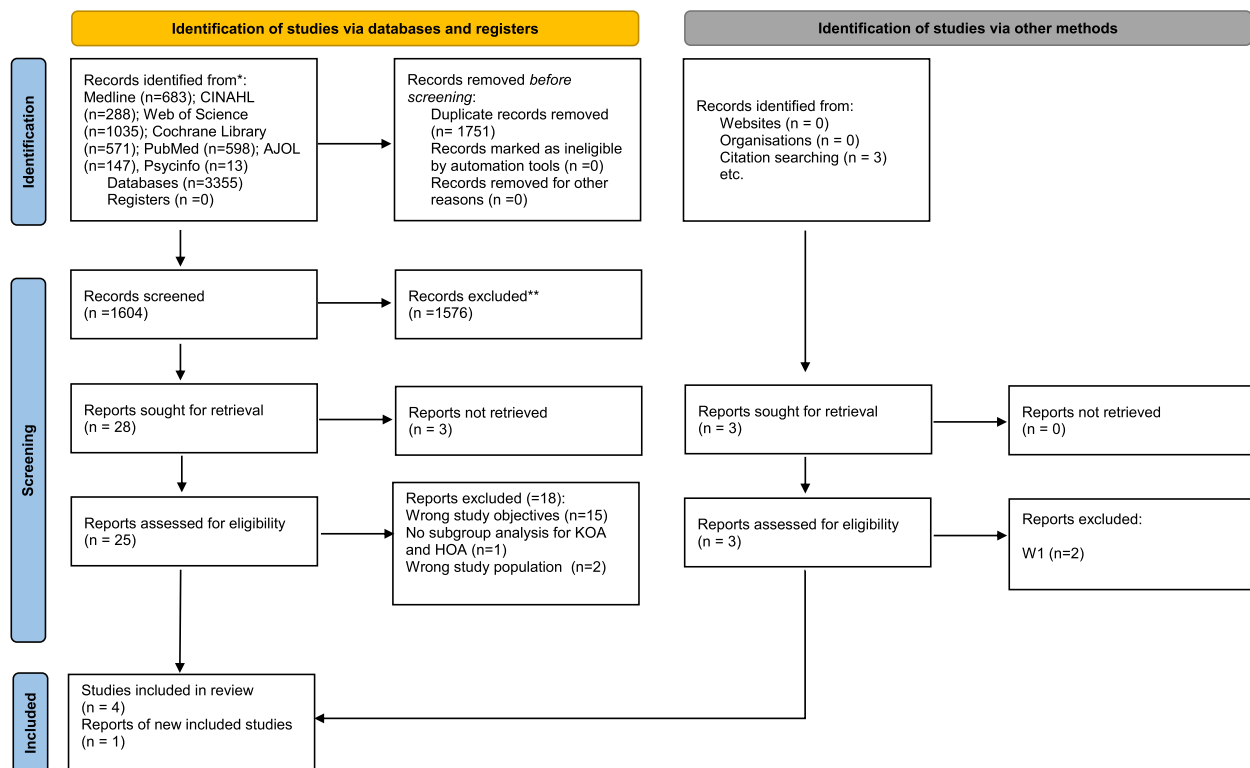 Identification of studies via databases and registers
Identification of studies via other methods
Identification
Records identified from*:
Medline (n=683); CINAHL
(n=288); Web of Science
(n=1035); Cochrane Library
(n=571); PubMed (n=598); AJOL
(n=147), Psycinfo (n=13)
Databases (n=3355)
Registers (n =0)
Records removed before
screening:
Duplicate records removed
(n= 1751)
Records marked as ineligible
by automation tools (n =0)
Records removed for other
reasons (n =0)
Records identified from:
Websites (n = 0)
Organisations (n = 0)
Citation searching (n = 3)
etc.
Screening
Records screened
(n =1604)
Records excluded**
(n =1576)
Reports sought for retrieval
(n = 28)
Reports not retrieved
(n = 3)
Reports sought for retrieval
(n = 3)
Reports not retrieved
(n = 0)
Reports assessed for eligibility
(n = 25)
Reports excluded (=18):
Wrong study objectives (n=15)
No subgroup analysis for KOA
and HOA (n=1)
Wrong study population (n=2)
Reports assessed for eligibility
(n = 3)
Reports excluded:
W1 (n=2)
Included
Studies included in review
(n = 4)
Reports of new included studies
(n = 1)